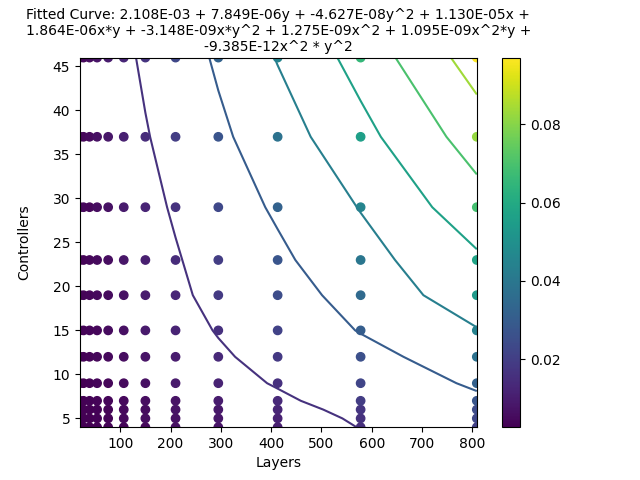 Fitted Curve: 2.108E-03 + 7.849E-06y + -4.627E-08y^2 + 1.130E-05x +
1.864E-06x*y + -3.148E-09x*y^2 + 1.275E-09x^2 + 1.095E-09x^2*y +
-9.385E-12x^2 * y^2
45
40
35
30
25
20
15
10
5
Controllers
100 200 300 400 500 600 700 800
Layers
0.08
0.06
0.04
0.02